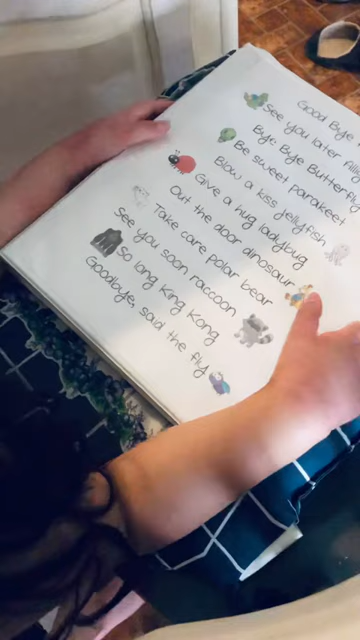 Good Bye
See you later
Bye Bye Butterfly
Be sweet parakeet
Blow a kiss jellyfish
Give a hug ladybug
Out the door dinosaur
Take care polar bear
See you soon raccoon
So long King Kong
Goodbye, said the fly